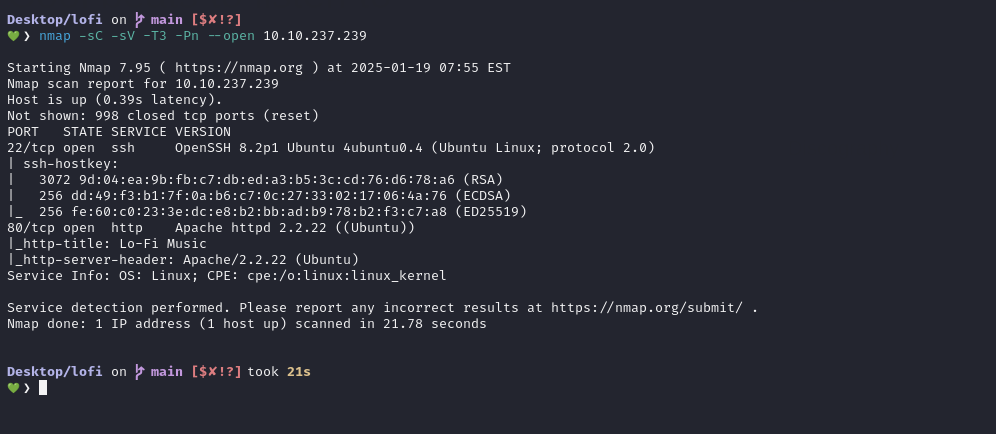 Desktop/lofi on main [$✘!?]
❯ nmap -sC -sV -T3 -Pn --open 10.10.237.239
Starting Nmap 7.95 ( https://nmap.org ) at 2025-01-19 07:55 EST
Nmap scan report for 10.10.237.239
Host is up (0.39s latency).
Not shown: 998 closed tcp ports (reset)
PORT   STATE SERVICE VERSION
22/tcp open  ssh     OpenSSH 8.2p1 Ubuntu 4ubuntu0.4 (Ubuntu Linux; protocol 2.0)
| ssh-hostkey:
|   3072 9d:04:ea:9b:fb:c7:db:ed:a3:b5:3c:cd:76:d6:78:a6 (RSA)
|   256 dd:49:f3:b1:7f:0a:b6:c7:0c:27:33:02:17:06:4a:76 (ECDSA)
|_  256 fe:60:c0:23:3e:dc:e8:b2:bb:ad:b9:78:b2:f3:c7:a8 (ED25519)
80/tcp open  http    Apache httpd 2.2.22 ((Ubuntu))
|_http-title: Lo-Fi Music
|_http-server-header: Apache/2.2.22 (Ubuntu)
Service Info: OS: Linux; CPE: cpe:/o:linux:linux_kernel
Service detection performed. Please report any incorrect results at https://nmap.org/submit/ .
Nmap done: 1 IP address (1 host up) scanned in 21.78 seconds
Desktop/lofi on main [$✘!?] took 21s
❯